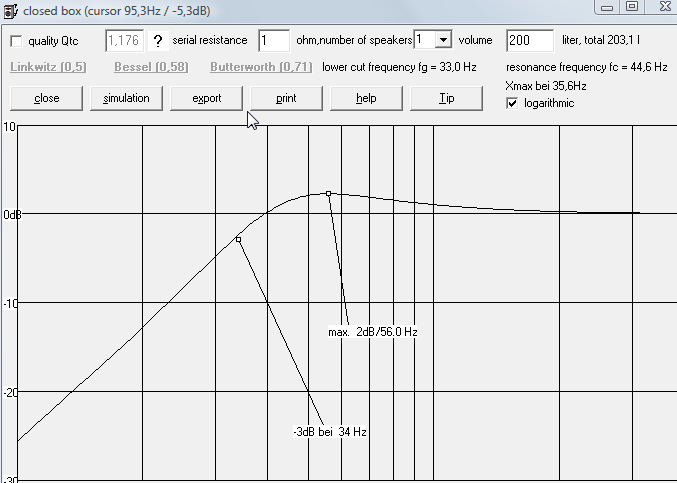 closed box (cursor 95,3Hz / -5,3dB)
quality Qtc 1,176 ? serial resistance 1 ohm,number of speakers 1 volume 200 liter, total 203,1 l
Linkwitz (0,5) Bessel (0,58) Butterworth (0,71) lower cut frequency fg = 33,0 Hz resonance frequency fc = 44,6 Hz
Xmax bei 35,6Hz
close simulation export print help Tip logarithmic
10
0dB
-10
max. 2dB/56.0 Hz
-20
-3dB bei 34 Hz
-30